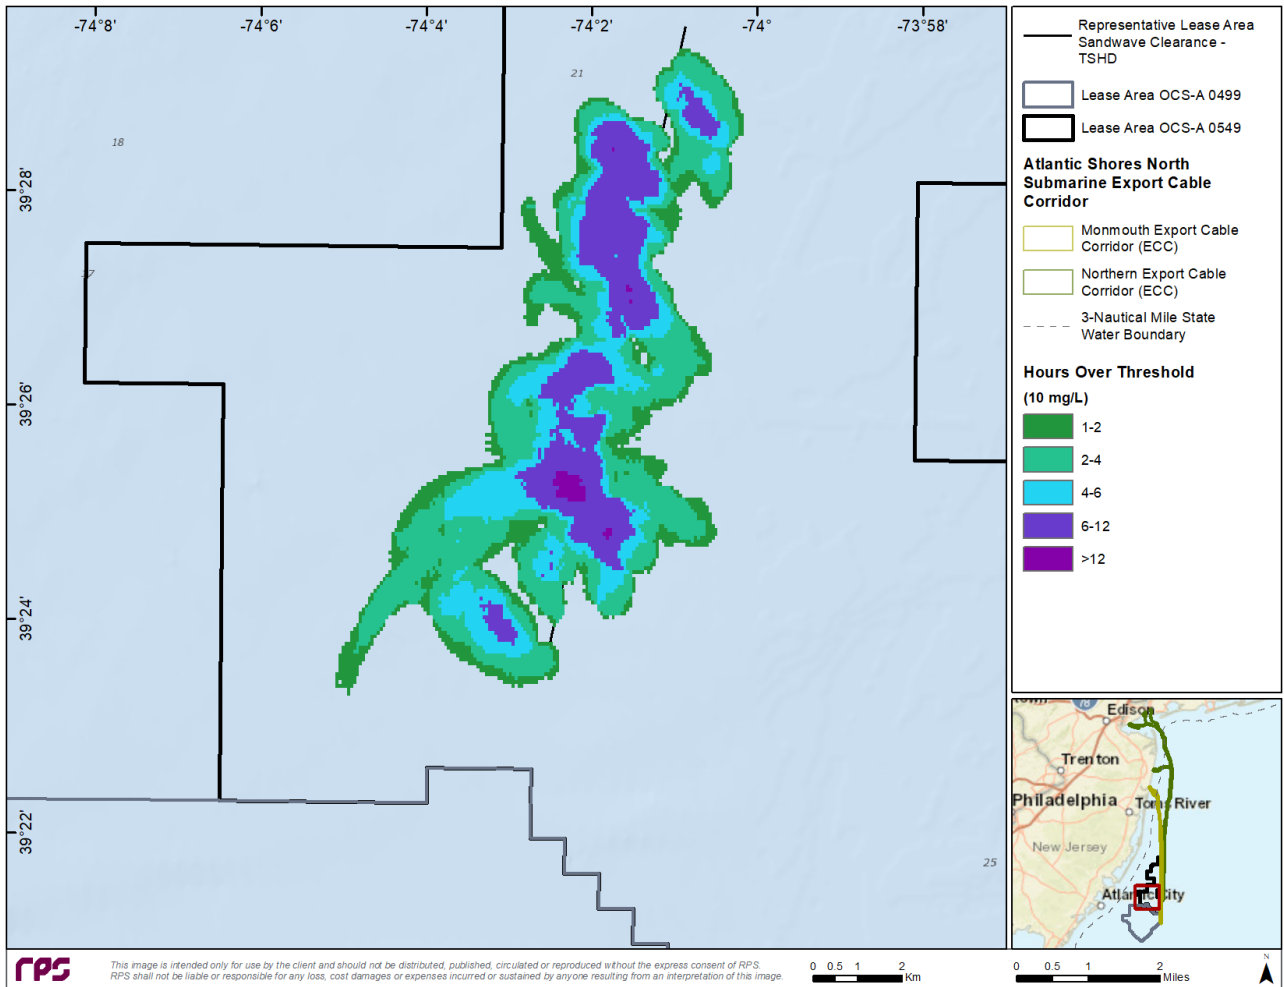 -74°8'
-74°6'
-74°4'
-74°2'
-74°
-73°58'
39°28'
39°26'
39°24'
39°22'
21
18
17
25
Representative Lease Area
Sandwave Clearance -
TSHD
Lease Area OCS-A 0499
Lease Area OCS-A 0549
Atlantic Shores North
Submarine Export Cable
Corridor
Monmouth Export Cable
Corridor (ECC)
Northern Export Cable
Corridor (ECC)
3-Nautical Mile State
Water Boundary
Hours Over Threshold
(10 mg/L)
1-2
2-4
4-6
6-12
>12
78
Edison
Trenton
Philadelphia
Toms River
New Jersey
Atlantic City
rps
This image is intended only for use by the client and should not be distributed, published, circulated or reproduced without the express consent of RPS.
RPS shall not be liable or responsible for any loss, cost damages or expenses incurred or sustained by anyone resulting from an interpretation of this image.
0 0.5 1 2
Km
0 0.5 1 2
Miles
N